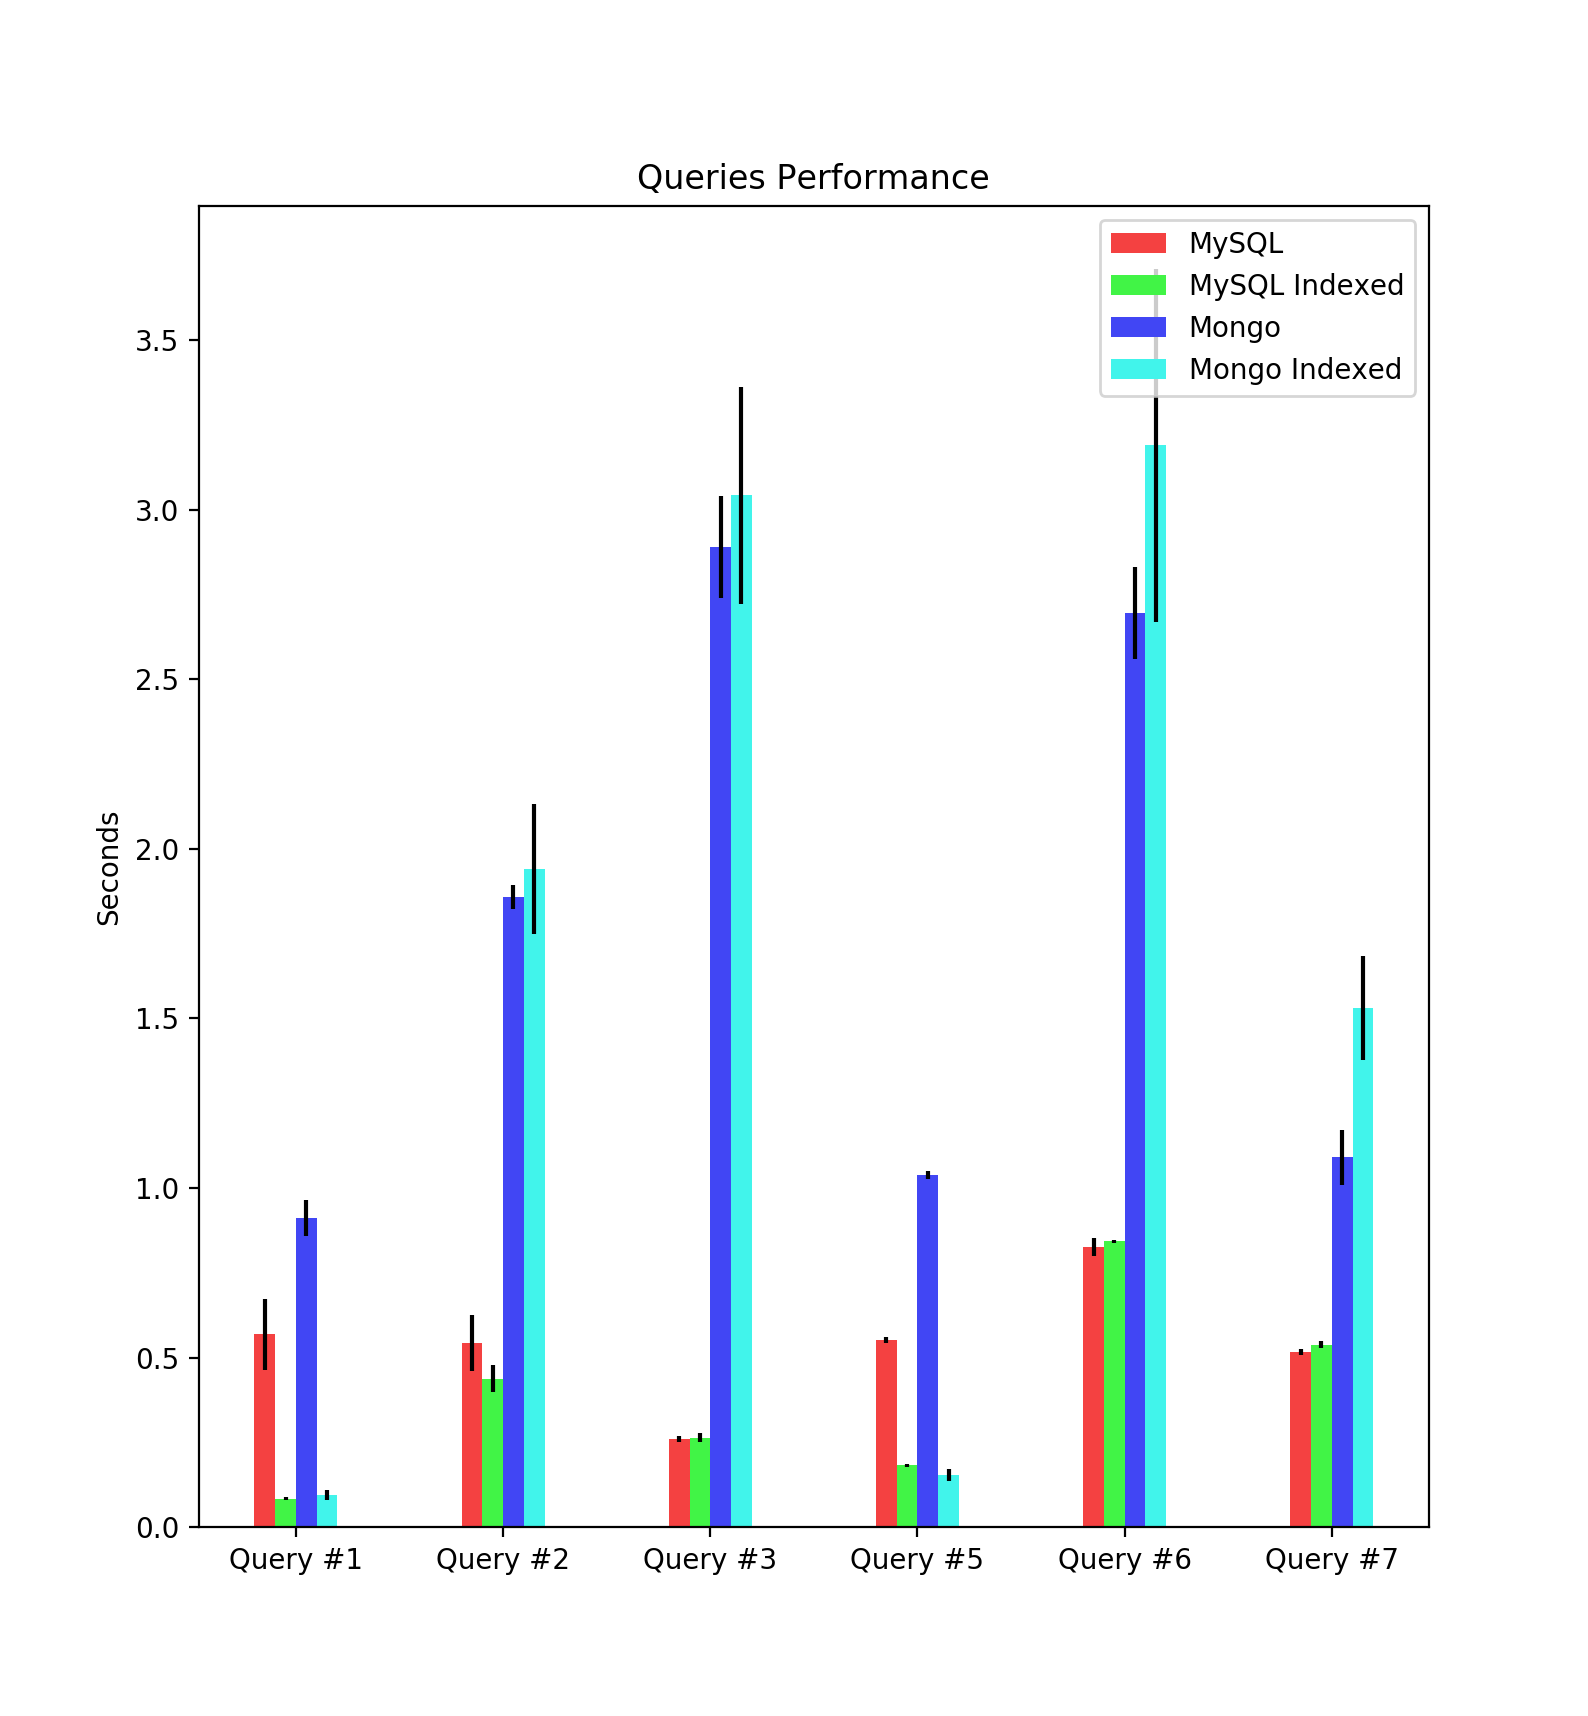 Queries Performance
MySQL
MySQL Indexed
Mongo
Mongo Indexed
3.5
3.0
2.5
2.0
1.5
1.0
0.5
0.0
Seconds
Query #1 Query #2 Query #3 Query #5 Query #6 Query #7